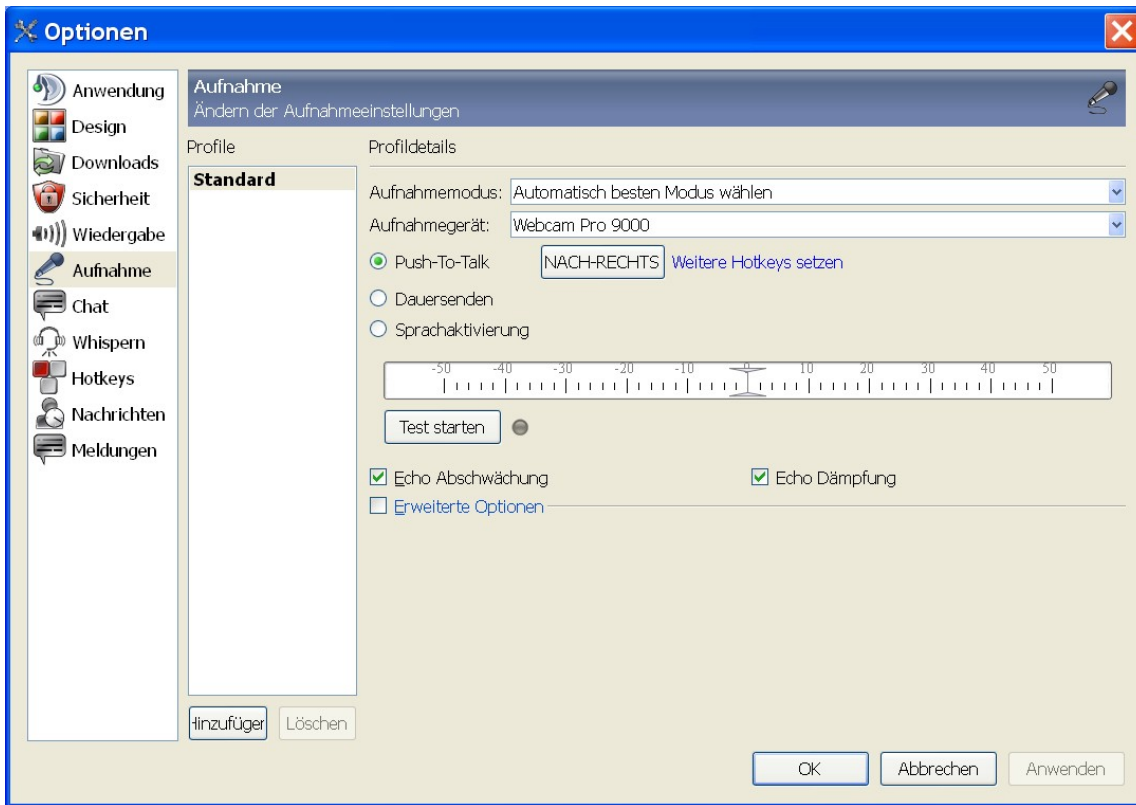 Optionen
Anwendung
Design
Downloads
Sicherheit
Wiedergabe
Aufnahme
Chat
Whispern
Hotkeys
Nachrichten
Meldungen
Aufnahme
Ändern der Aufnahmeeinstellungen
Profile
Standard
Hinzufügen Löschen
Profildetails
Aufnahmemodus: Automatisch besten Modus wählen
Aufnahmegerät: Webcam Pro 9000
Push-To-Talk NACH-RECHTS Weitere Hotkeys setzen
Dauersenden
Sprachaktivierung
-50 -40 -30 -20 -10 0 10 20 30 40 50
Test starten
Echo Abschwächung Echo Dämpfung
Erweiterte Optionen
OK Abbrechen Anwenden